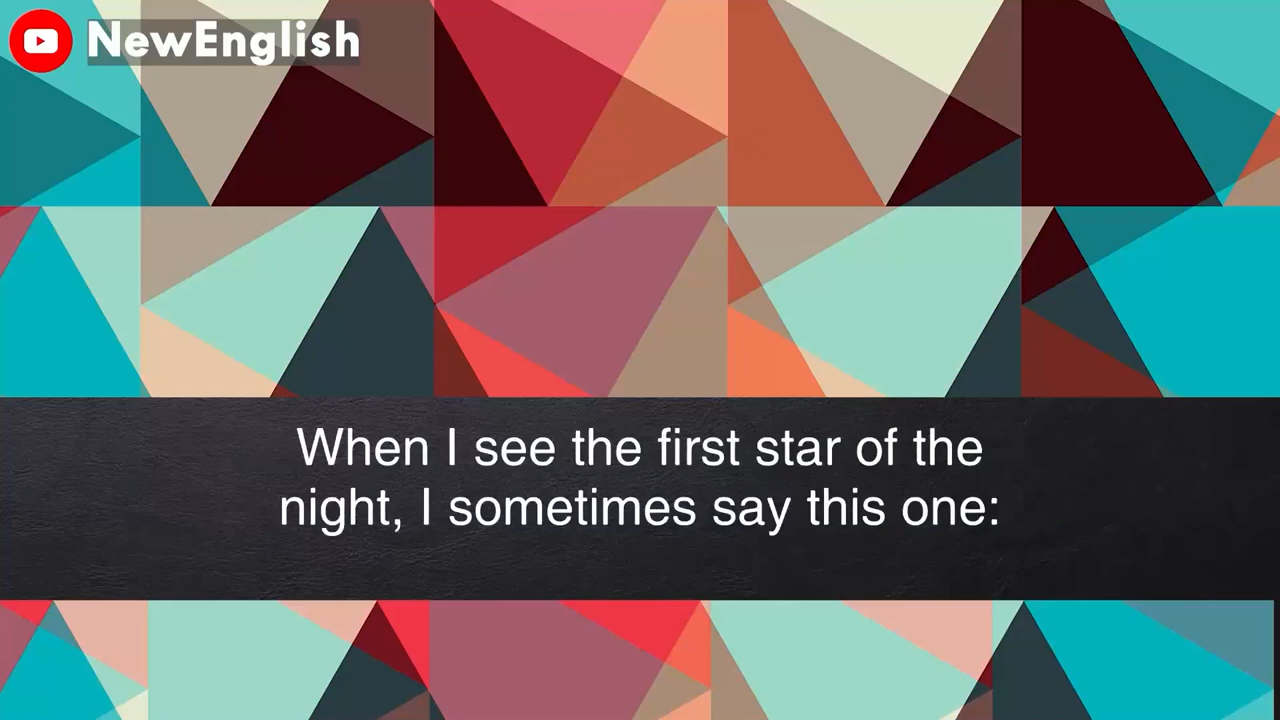 NewEnglish
When I see the first star of the
night, I sometimes say this one: